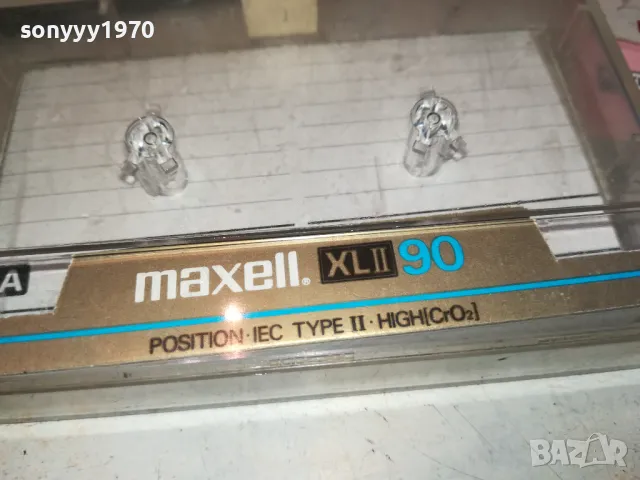 sonyyy1970
A
maxell® XLII 90
POSITION·IEC TYPE II·HIGH[CrO2]
BAZAR
bg